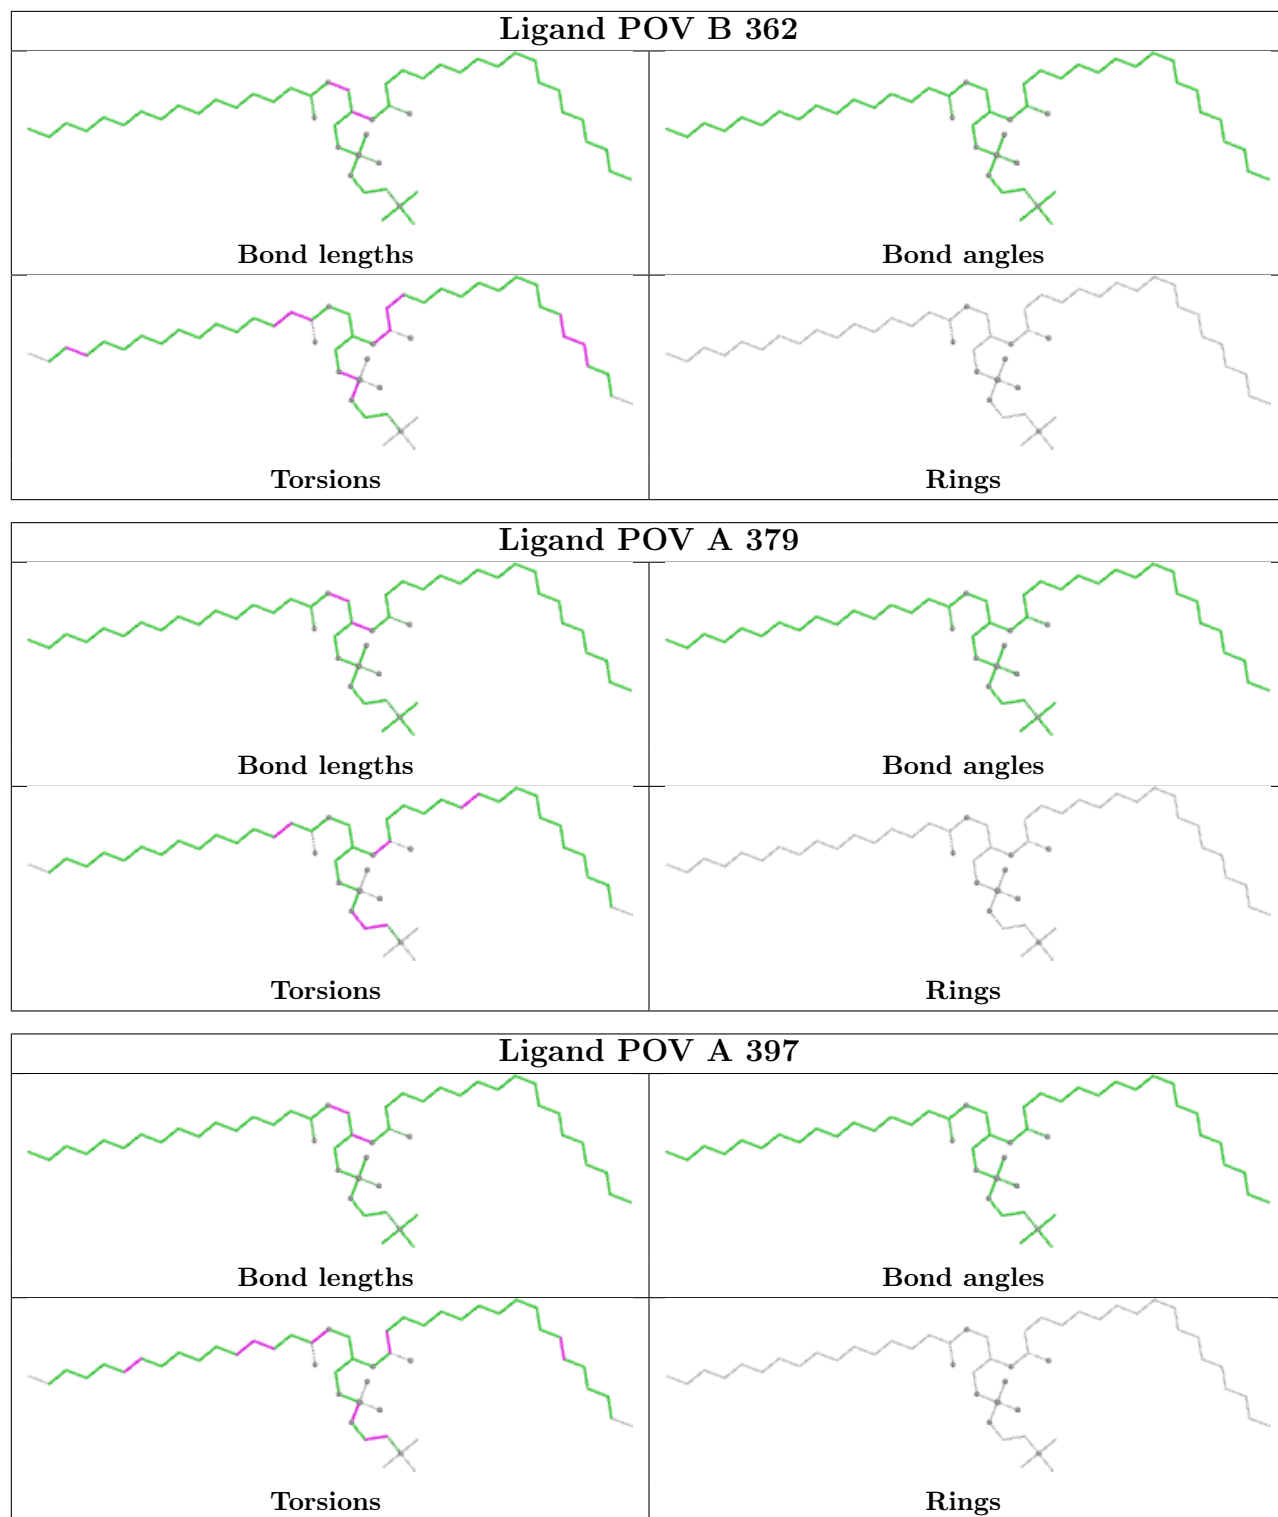 Ligand POV B 362
Bond lengths
Bond angles
Torsions
Rings
Ligand POV A 379
Bond lengths
Bond angles
Torsions
Rings
Ligand POV A 397
Bond lengths
Bond angles
Torsions
Rings